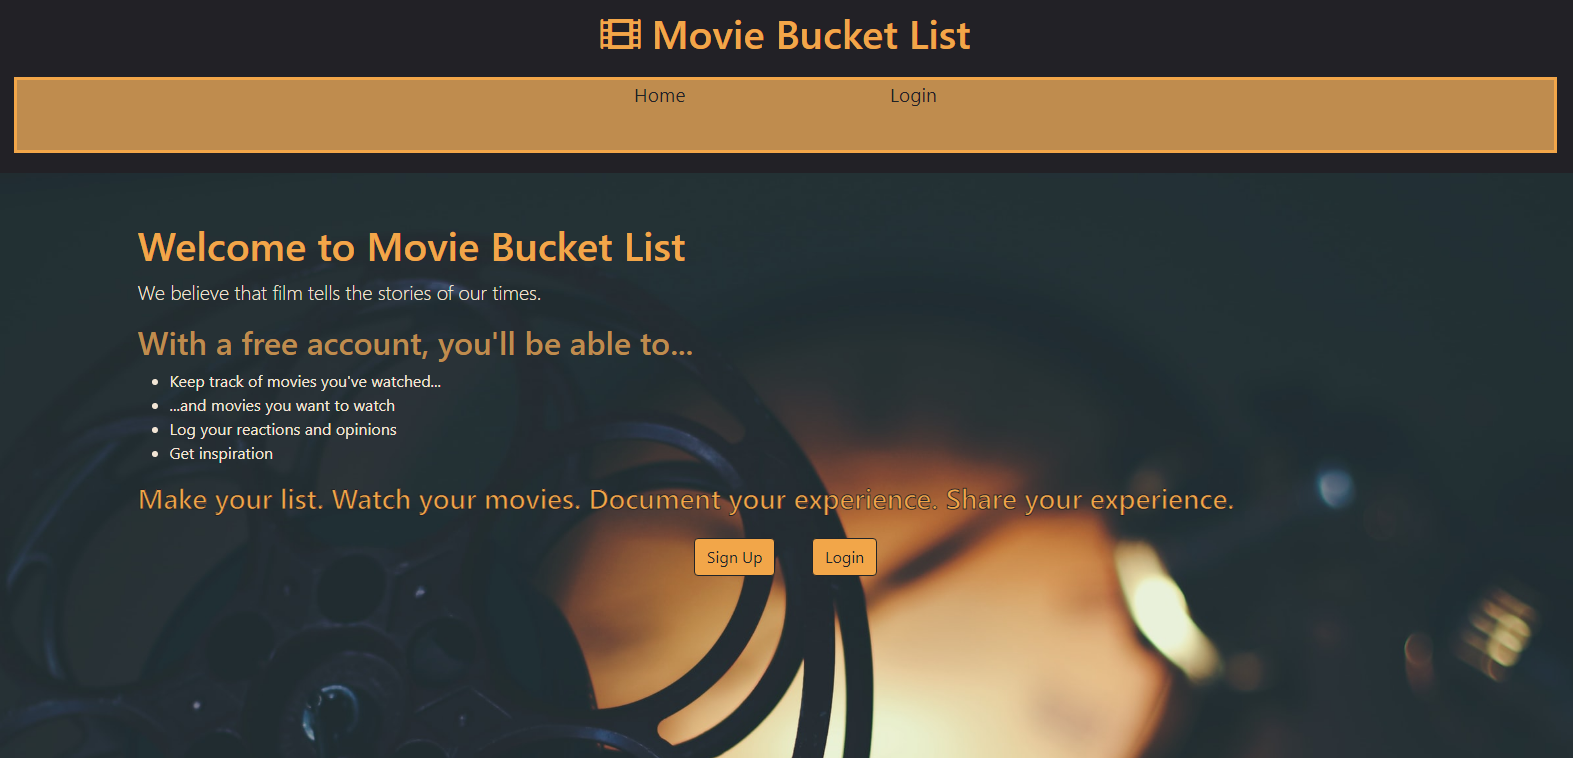 Movie Bucket List
Home Login
Welcome to Movie Bucket List
We believe that film tells the stories of our times.
With a free account, you'll be able to...
Keep track of movies you've watched...
...and movies you want to watch
Log your reactions and opinions
Get inspiration
Make your list. Watch your movies. Document your experience. Share your experience.
Sign Up Login